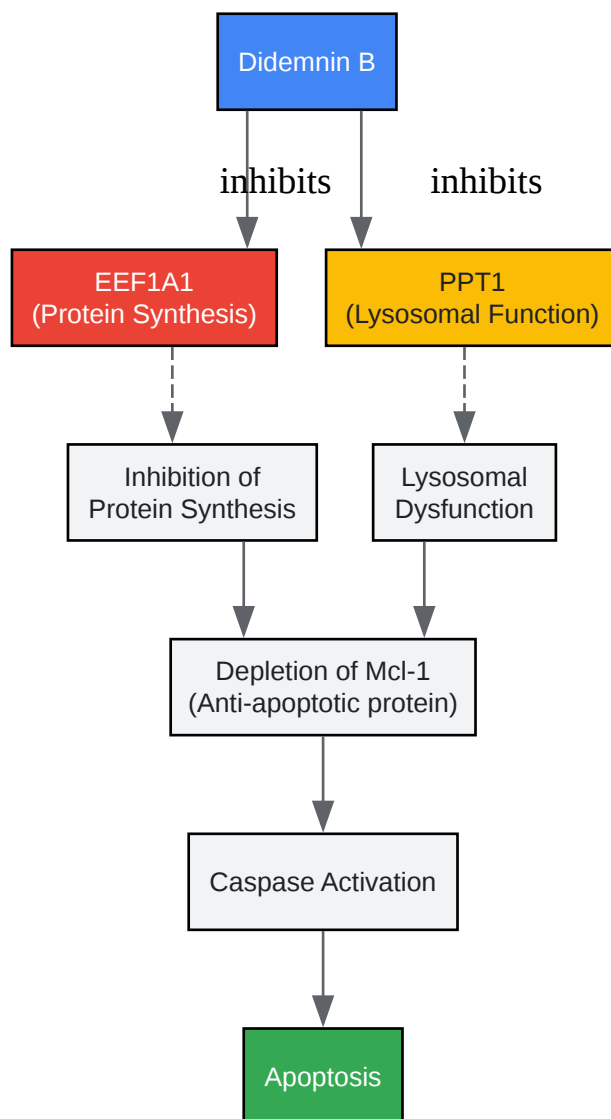 Didemnin B
inhibits
inhibits
EEF1A1
(Protein Synthesis)
PPT1
(Lysosomal Function)
Inhibition of
Protein Synthesis
Lysosomal
Dysfunction
Depletion of Mcl-1
(Anti-apoptotic protein)
Caspase Activation
Apoptosis